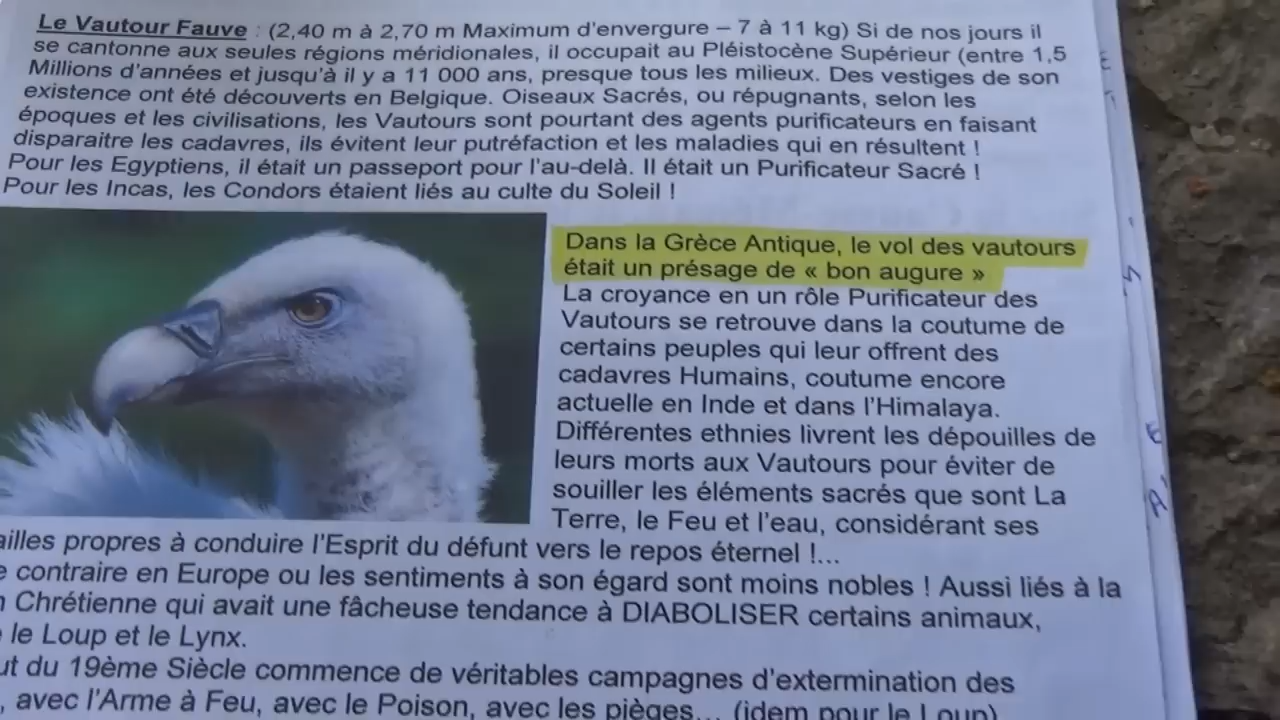 Le Vautour Fauve : (2,40 m à 2,70 m Maximum d'envergure – 7 à 11 kg) Si de nos jours il
se cantonne aux seules régions méridionales, il occupait au Pléistocène Supérieur (entre 1,5
Millions d'années et jusqu'à il y a 11 000 ans, presque tous les milieux. Des vestiges de son
existence ont été découverts en Belgique. Oiseaux Sacrés, ou répugnants, selon les
époques et les civilisations, les Vautours sont pourtant des agents purificateurs en faisant
disparaitre les cadavres, ils évitent leur putréfaction et les maladies qui en résultent !
Pour les Egyptiens, il était un passeport pour l'au-delà. Il était un Purificateur Sacré !
Pour les Incas, les Condors étaient liés au culte du Soleil !
Dans la Grèce Antique, le vol des vautours
était un présage de « bon augure »
La croyance en un rôle Purificateur des
Vautours se retrouve dans la coutume de
certains peuples qui leur offrent des
cadavres Humains, coutume encore
actuelle en Inde et dans l'Himalaya.
Différentes ethnies livrent les dépouilles de
leurs morts aux Vautours pour éviter de
souiller les éléments sacrés que sont La
Terre, le Feu et l'eau, considérant ses
ailles propres à conduire l'Esprit du défunt vers le repos éternel !...
contraire en Europe ou les sentiments à son égard sont moins nobles ! Aussi liés à la
Chrétienne qui avait une fâcheuse tendance à DIABOLISER certains animaux,
le Loup et le Lynx.
ut du 19ème Siècle commence de véritables campagnes d'extermination des
, avec l'Arme à Feu, avec le Poison, avec les pièges... (idem pour le Loup)